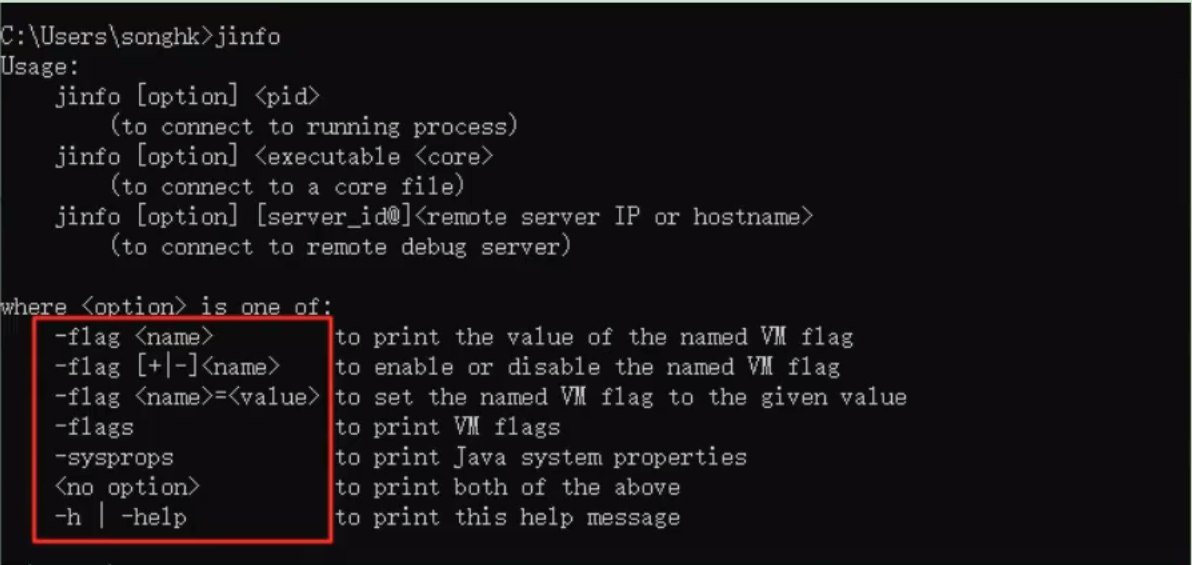 C:\Users\songhk>jinfo
Usage:
    jinfo [option] <pid>
        (to connect to running process)
    jinfo [option] <executable <core>
        (to connect to a core file)
    jinfo [option] [server_id@]<remote server IP or hostname>
        (to connect to remote debug server)

where <option> is one of:
    -flag <name>         to print the value of the named VM flag
    -flag [+|-]<name>    to enable or disable the named VM flag
    -flag <name>=<value> to set the named VM flag to the given value
    -flags               to print VM flags
    -sysprops            to print Java system properties
    <no option>          to print both of the above
    -h | -help           to print this help message